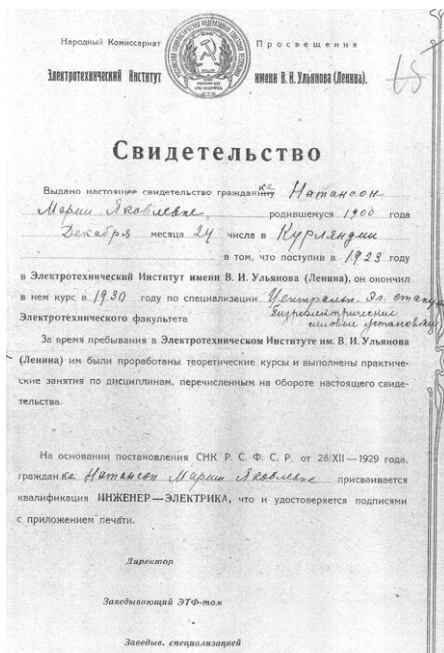 Народный Комиссариат Просвещения
Электротехнический Институт имени В. И. Ульянова (Ленина).
65
Свидетельство
Выдано настоящее свидетельство гражданке Натансон
Марии Яковлевне, родившемуся 1900 года
Декабря месяца 24 числа в Курляндии
в том, что поступив в 1923 году
в Электротехнический Институт имени В. И. Ульянова (Ленина), он окончил
в нем курс в 1930 году по специализации Центральн. Эл. станции
Электротехнического факультета
За время пребывания в Электротехническом Институте им. В. И. Ульянова
(Ленина) им были проработаны теоретические курсы и выполнены практиче-
ские занятия по дисциплинам, перечисленным на обороте настоящего свиде-
тельства.
На основании постановления СНК Р. С. Ф. С. Р. от 28/XII—1929 года,
гражданке Натансон Марии Яковлевне присваивается
квалификация ИНЖЕНЕР—ЭЛЕКТРИКА, что и удостоверяется подписями
с приложением печати.
Директор
Заведывающий ЭТФ-том
Заведыв. специализацией